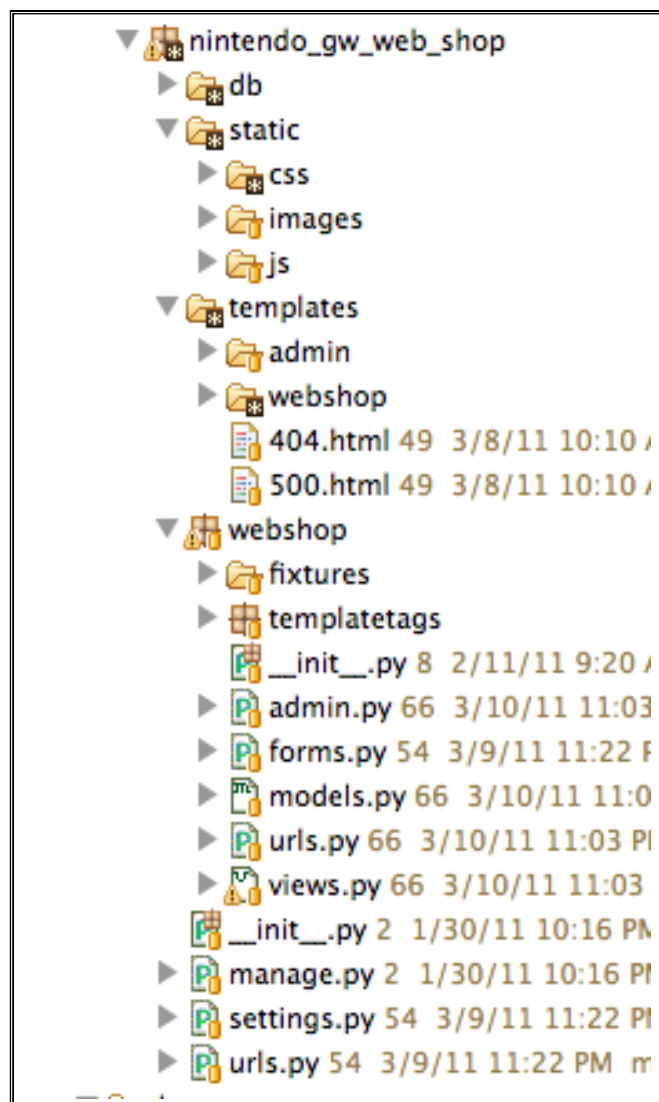 nintendo_gw_web_shop
db
static
css
images
js
templates
admin
webshop
404.html 49 3/8/11 10:10
500.html 49 3/8/11 10:10
webshop
fixtures
templatetags
__init__.py 8 2/11/11 9:20
admin.py 66 3/10/11 11:03
forms.py 54 3/9/11 11:22
models.py 66 3/10/11 11:0
urls.py 66 3/10/11 11:03 P
views.py 66 3/10/11 11:03
__init__.py 2 1/30/11 10:16 PM
manage.py 2 1/30/11 10:16 P
settings.py 54 3/9/11 11:22 P
urls.py 54 3/9/11 11:22 PM m